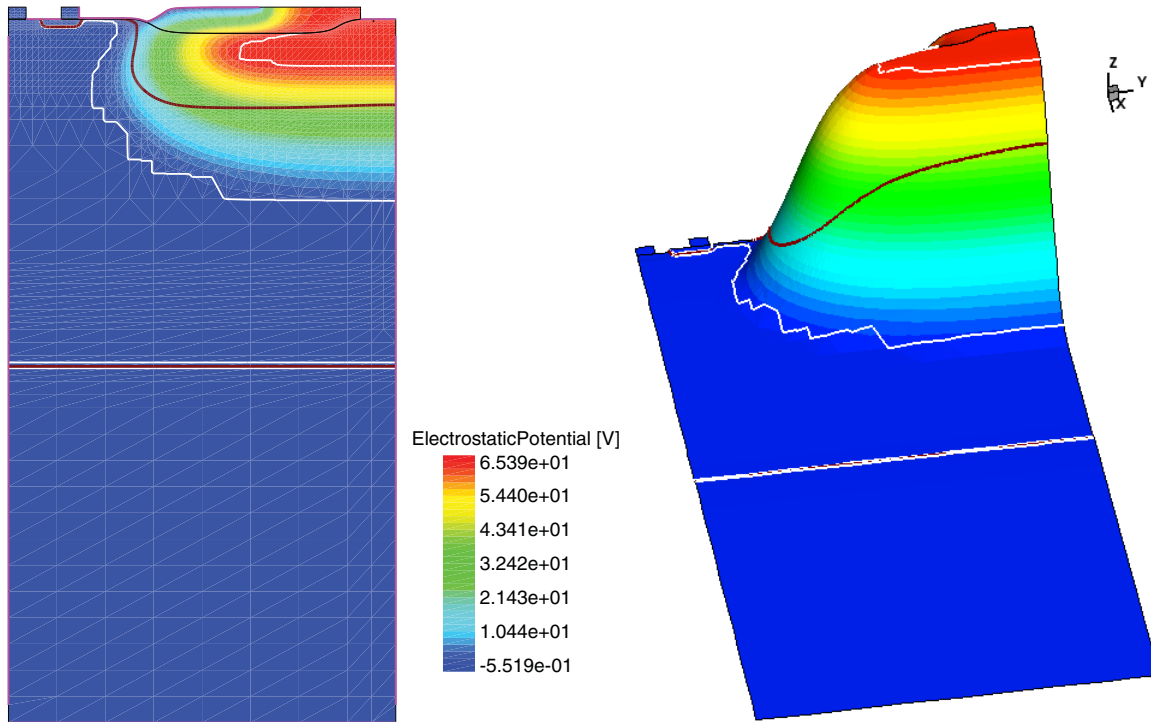 Z
Y
X
ElectrostaticPotential [V]
6.539e+01
5.440e+01
4.341e+01
3.242e+01
2.143e+01
1.044e+01
-5.519e-01